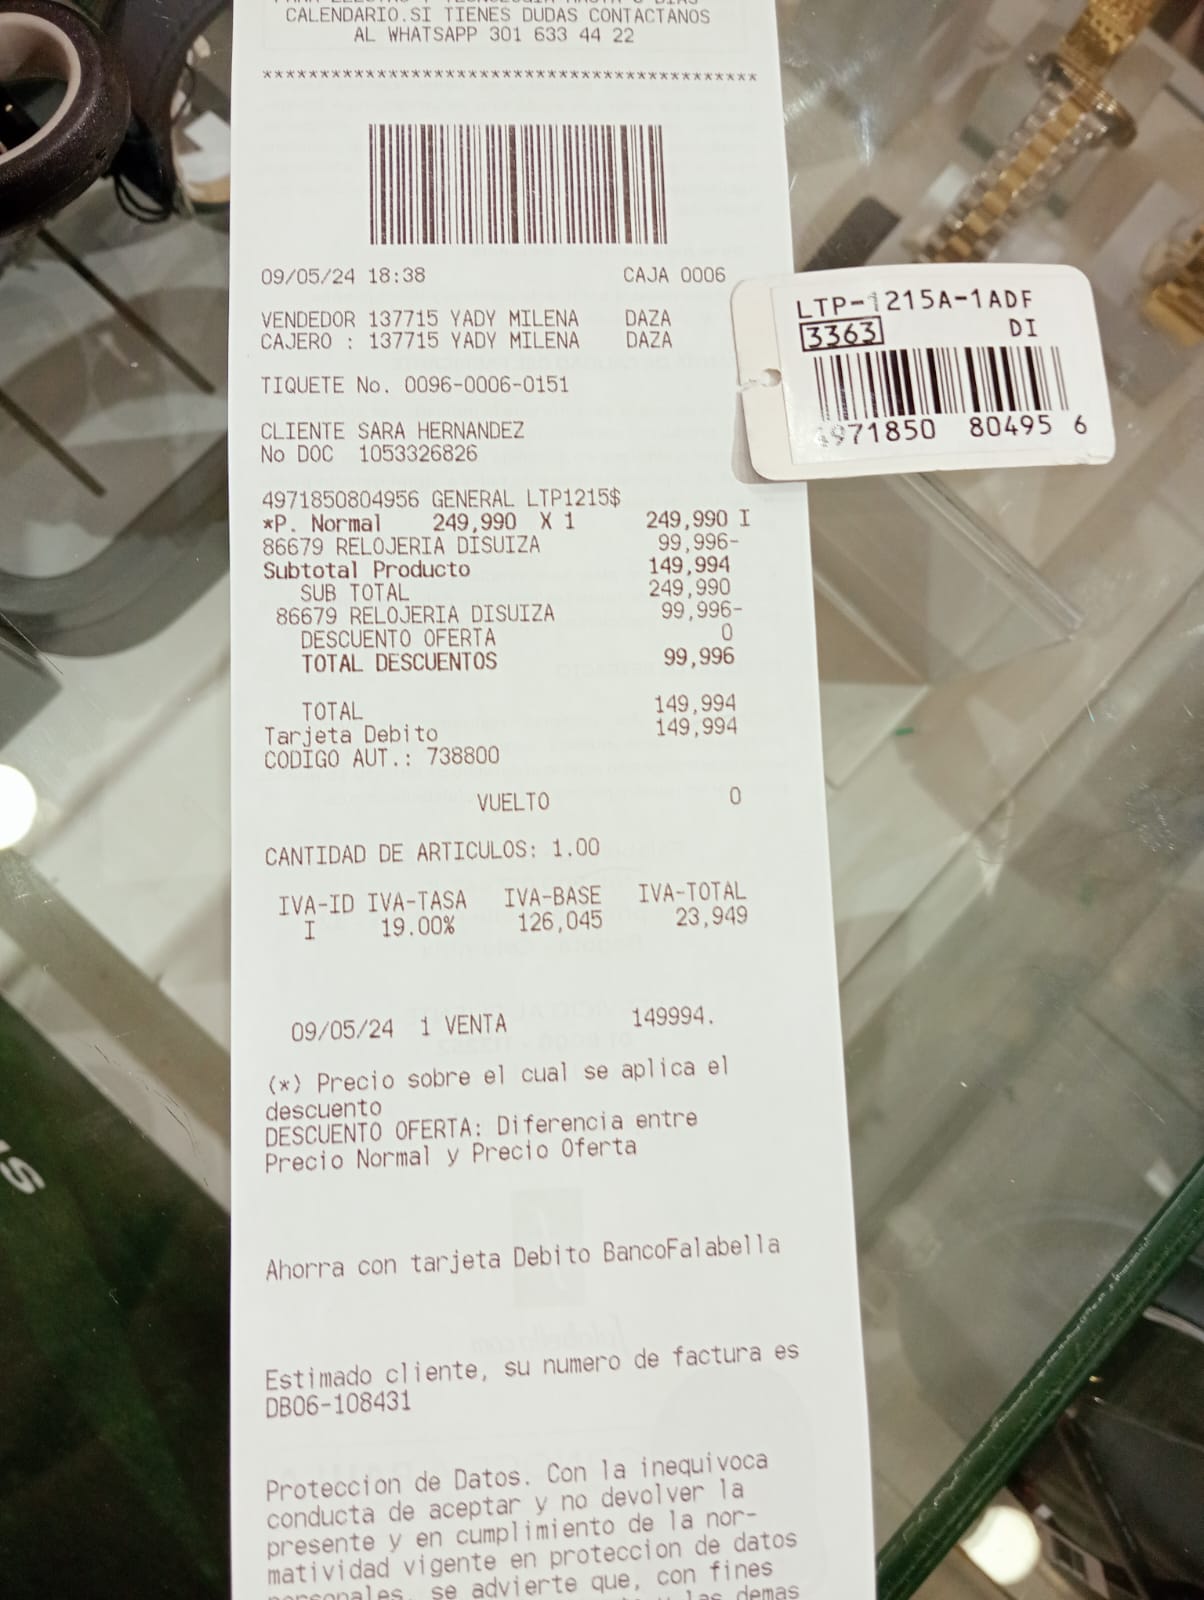 CALENDARIO.SI TIENES DUDAS CONTACTANOS
AL WHATSAPP 301 633 44 22
*******************************************
09/05/24 18:38 CAJA 0006
VENDEDOR 137715 YADY MILENA DAZA
CAJERO : 137715 YADY MILENA DAZA
TIQUETE No. 0096-0006-0151
CLIENTE SARA HERNANDEZ
No DOC 1053326826
4971850804956 GENERAL LTP1215$
*P. Normal 249,990 X 1 249,990 I
86679 RELOJERIA DISUIZA 99,996-
Subtotal Producto 149,994
SUB TOTAL 249,990
86679 RELOJERIA DISUIZA 99,996-
DESCUENTO OFERTA 0
TOTAL DESCUENTOS 99,996
TOTAL 149,994
Tarjeta Debito 149,994
CODIGO AUT.: 738800
VUELTO 0
CANTIDAD DE ARTICULOS: 1.00
IVA-ID IVA-TASA IVA-BASE IVA-TOTAL
I 19.00% 126,045 23,949
09/05/24 1 VENTA 149994.
(*) Precio sobre el cual se aplica el
descuento
DESCUENTO OFERTA: Diferencia entre
Precio Normal y Precio Oferta
Ahorra con tarjeta Debito BancoFalabella
Estimado cliente, su numero de factura es
DB06-108431
Proteccion de Datos. Con la inequivoca
conducta de aceptar y no devolver la
presente y en cumplimiento de la nor-
matividad vigente en proteccion de datos
personales, se advierte que, con fines
las demas
LTP-1215A-1ADF
3363 DI
4971850 80495 6